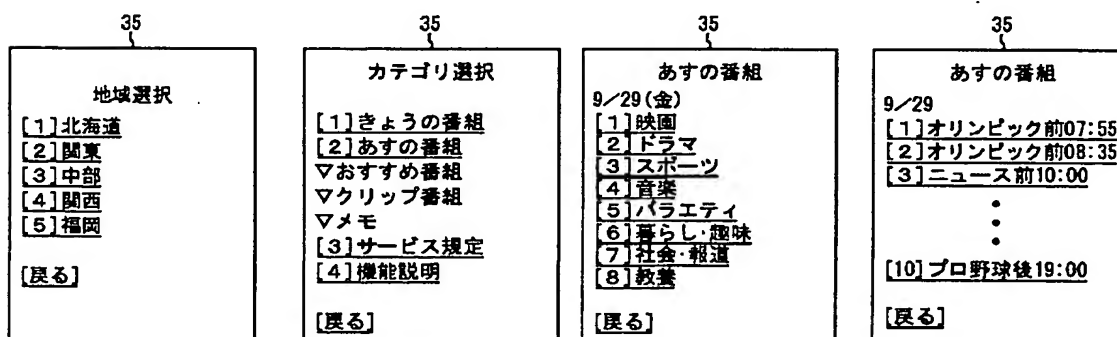 35
地域選択
[1]北海道
[2]関東
[3]中部
[4]関西
[5]福岡
[戻る]
35
カテゴリ選択
[1]きょうの番組
[2]あすの番組
▽おすすめ番組
▽クリップ番組
▽メモ
[3]サービス規定
[4]機能説明
[戻る]
35
あすの番組
9/29(金)
[1]映画
[2]ドラマ
[3]スポーツ
[4]音楽
[5]バラエティ
[6]暮らし・趣味
[7]社会・報道
[8]教養
[戻る]
35
あすの番組
9/29
[1]オリンピック前07:55
[2]オリンピック前08:35
[3]ニュース前10:00
[10]プロ野球後19:00
[戻る]